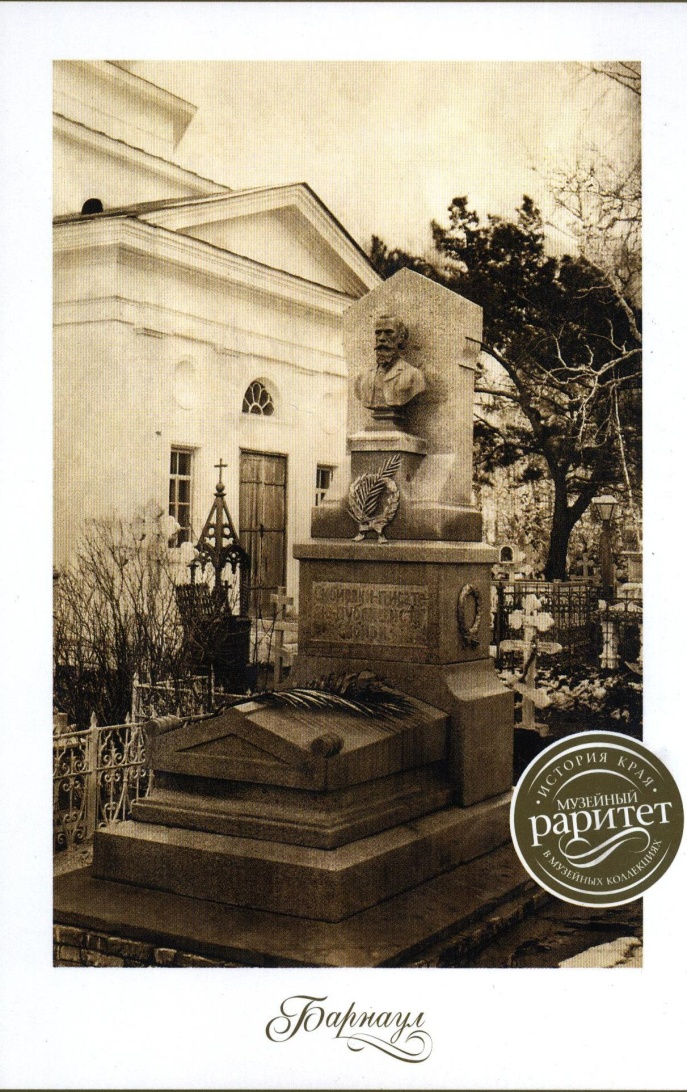 ИСТОРИЯ КРАЯ
МУЗЕЙНЫЙ
раритет
В МУЗЕЙНЫХ КОЛЛЕКЦИЯХ
Барнаул